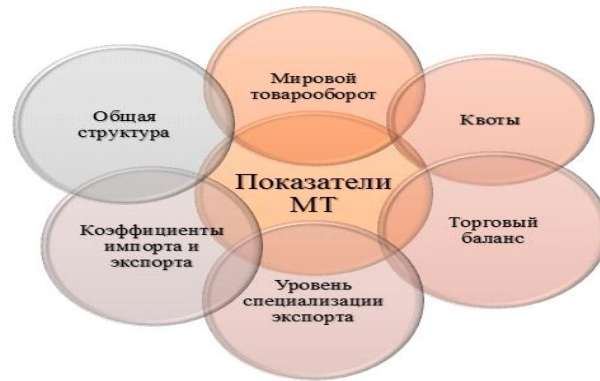 Мировой
товарооборот
Общая
структура
Квоты
Показатели
МТ
Коэффициенты
импорта и
экспорта
Торговый
баланс
Уровень
специализации
экспорта